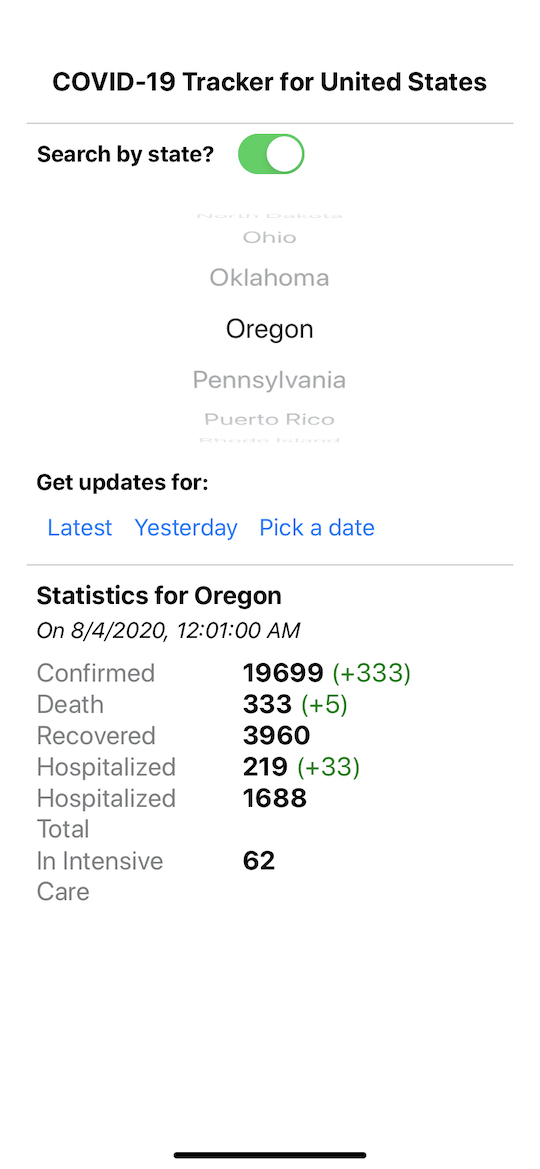 COVID-19 Tracker for United States
Search by state?
North Dakota
Ohio
Oklahoma
Oregon
Pennsylvania
Puerto Rico
Rhode Island
Get updates for:
Latest Yesterday Pick a date
Statistics for Oregon
On 8/4/2020, 12:01:00 AM
Confirmed 19699 (+333)
Death 333 (+5)
Recovered 3960
Hospitalized 219 (+33)
Hospitalized 1688
Total
In Intensive 62
Care